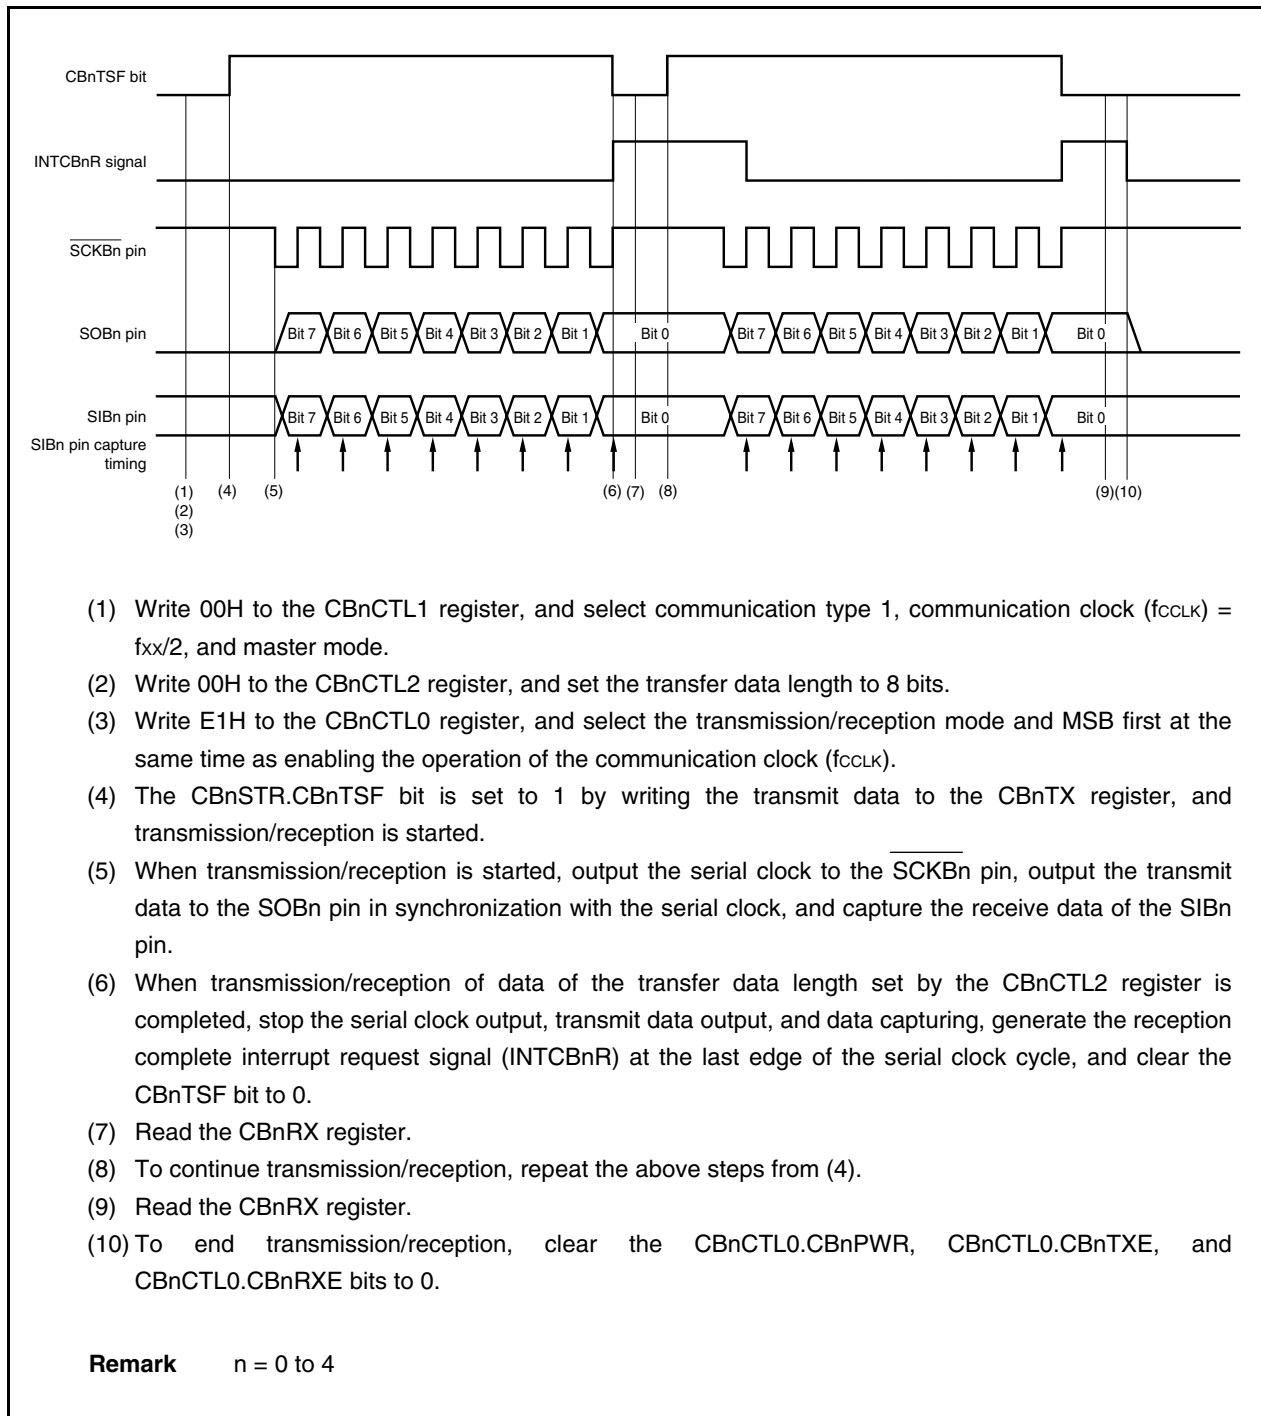 CBnTSF bit
INTCBnR signal
SCKBn pin
SOBn pin
Bit 7 Bit 6 Bit 5 Bit 4 Bit 3 Bit 2 Bit 1 Bit 0 Bit 7 Bit 6 Bit 5 Bit 4 Bit 3 Bit 2 Bit 1 Bit 0
SIBn pin
Bit 7 Bit 6 Bit 5 Bit 4 Bit 3 Bit 2 Bit 1 Bit 0 Bit 7 Bit 6 Bit 5 Bit 4 Bit 3 Bit 2 Bit 1 Bit 0
SIBn pin capture
timing
(1) (4) (5) (6) (7) (8) (9) (10)
(2)
(3)
(1) Write 00H to the CBnCTL1 register, and select communication type 1, communication clock (fCCLK) =
fxx/2, and master mode.
(2) Write 00H to the CBnCTL2 register, and set the transfer data length to 8 bits.
(3) Write E1H to the CBnCTL0 register, and select the transmission/reception mode and MSB first at the
same time as enabling the operation of the communication clock (fCCLK).
(4) The CBnSTR.CBnTSF bit is set to 1 by writing the transmit data to the CBnTX register, and
transmission/reception is started.
(5) When transmission/reception is started, output the serial clock to the SCKBn pin, output the transmit
data to the SOBn pin in synchronization with the serial clock, and capture the receive data of the SIBn
pin.
(6) When transmission/reception of data of the transfer data length set by the CBnCTL2 register is
completed, stop the serial clock output, transmit data output, and data capturing, generate the reception
complete interrupt request signal (INTCBnR) at the last edge of the serial clock cycle, and clear the
CBnTSF bit to 0.
(7) Read the CBnRX register.
(8) To continue transmission/reception, repeat the above steps from (4).
(9) Read the CBnRX register.
(10) To end transmission/reception, clear the CBnCTL0.CBnPWR, CBnCTL0.CBnTXE, and
CBnCTL0.CBnRXE bits to 0.
Remark n = 0 to 4